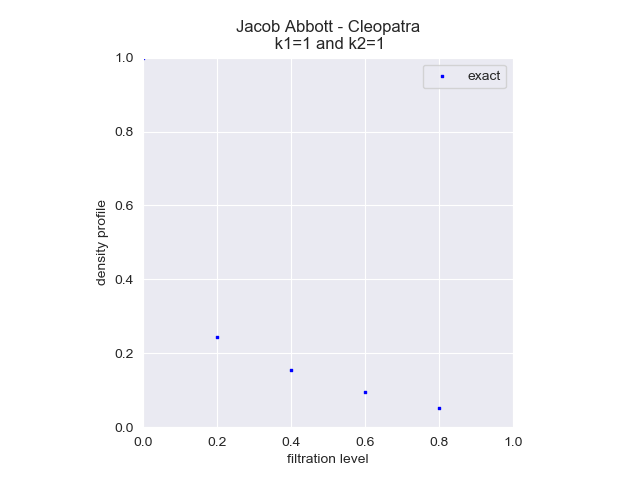 Jacob Abbott - Cleopatra
k1=1 and k2=1
exact
density profile
1.0
0.8
0.6
0.4
0.2
0.0
0.0 0.2 0.4 0.6 0.8 1.0
filtration level